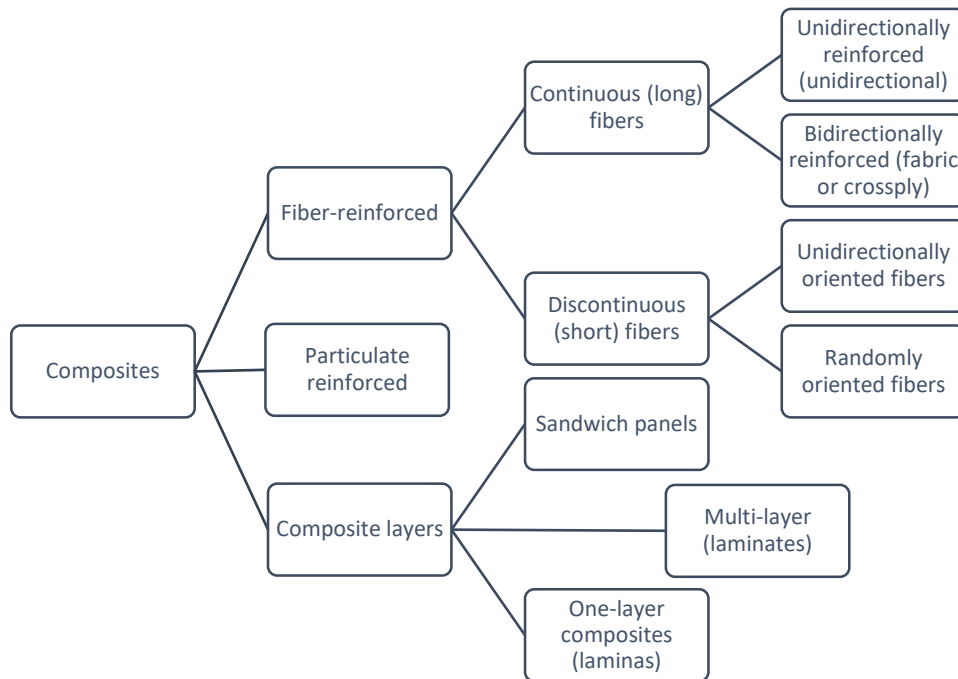 Composites
Fiber-reinforced
Continuous (long)
fibers
Unidirectionally
reinforced
(unidirectional)
Bidirectionally
reinforced (fabric
or crossply)
Discontinuous
(short) fibers
Unidirectionally
oriented fibers
Randomly
oriented fibers
Particulate
reinforced
Composite layers
Sandwich panels
Multi-layer
(laminates)
One-layer
composites
(laminas)